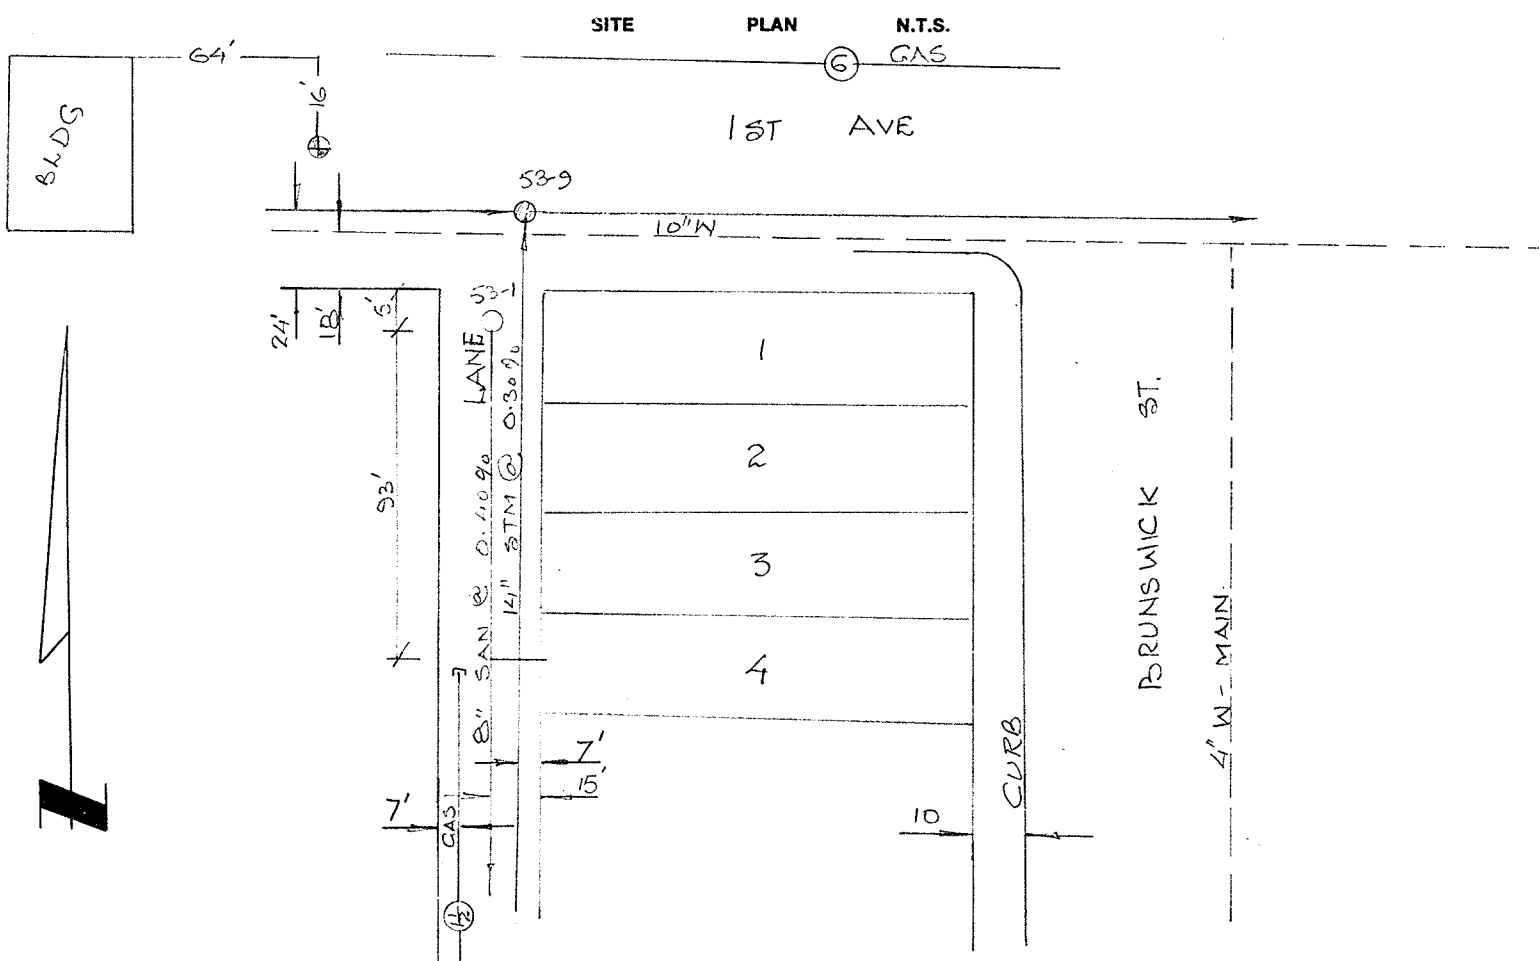 SITE PLAN N.T.S.
64'
6 GAS
16'
BLDG
1ST AVE
53-9
10"W
53-1
5'
24'
18'
LANE
93'
8" SAN @ 0.40%
14" STM @ 0.30%
1
2
3
4
BRUNSWICK ST.
4" W - MAIN
CURB
7'
15'
7'
GAS
10
1½